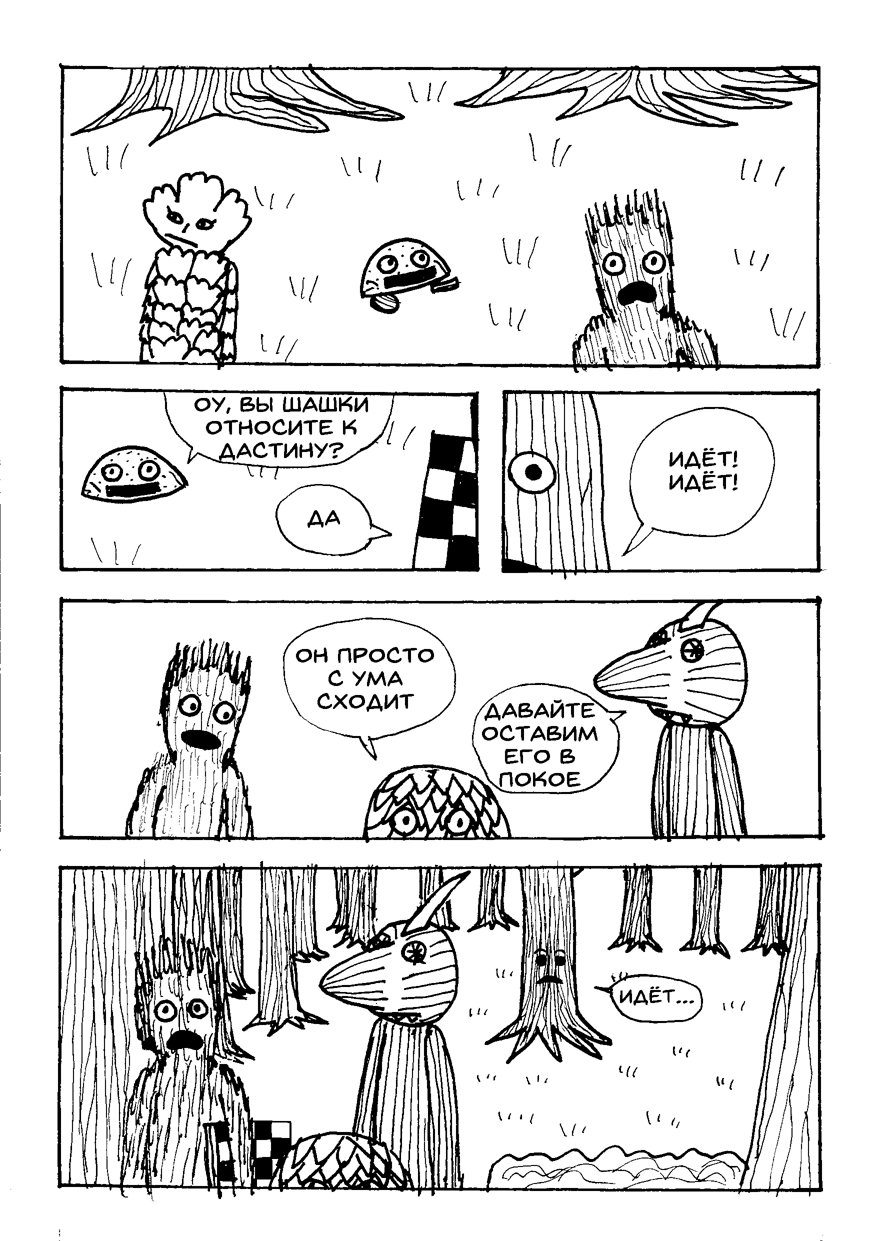 ОУ, ВЫ ШАШКИ
ОТНОСИТЕ К
ДАСТИНУ?
ДА
ИДЁТ!
ИДЁТ!
ОН ПРОСТО
С УМА
СХОДИТ
ДАВАЙТЕ
ОСТАВИМ
ЕГО В
ПОКОЕ
ИДЁТ...